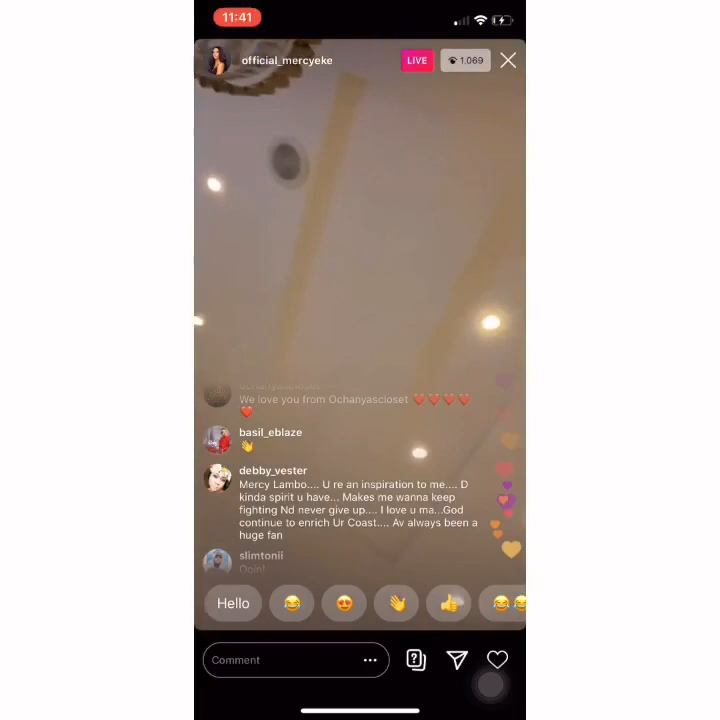 11:41
official_mercyeke
LIVE
1,069
ochanyascloset
We love you from Ochanyascloset ❤️❤️❤️❤️
❤️
basil_eblaze
👋
debby_vester
Mercy Lambo.... U re an inspiration to me.... D
kinda spirit u have... Makes me wanna keep
fighting Nd never give up.... I love u ma...God
continue to enrich Ur Coast.... Av always been a
huge fan
slimtonii
Doin!
Hello 😂 😍 👋 👍 😂😂
Comment